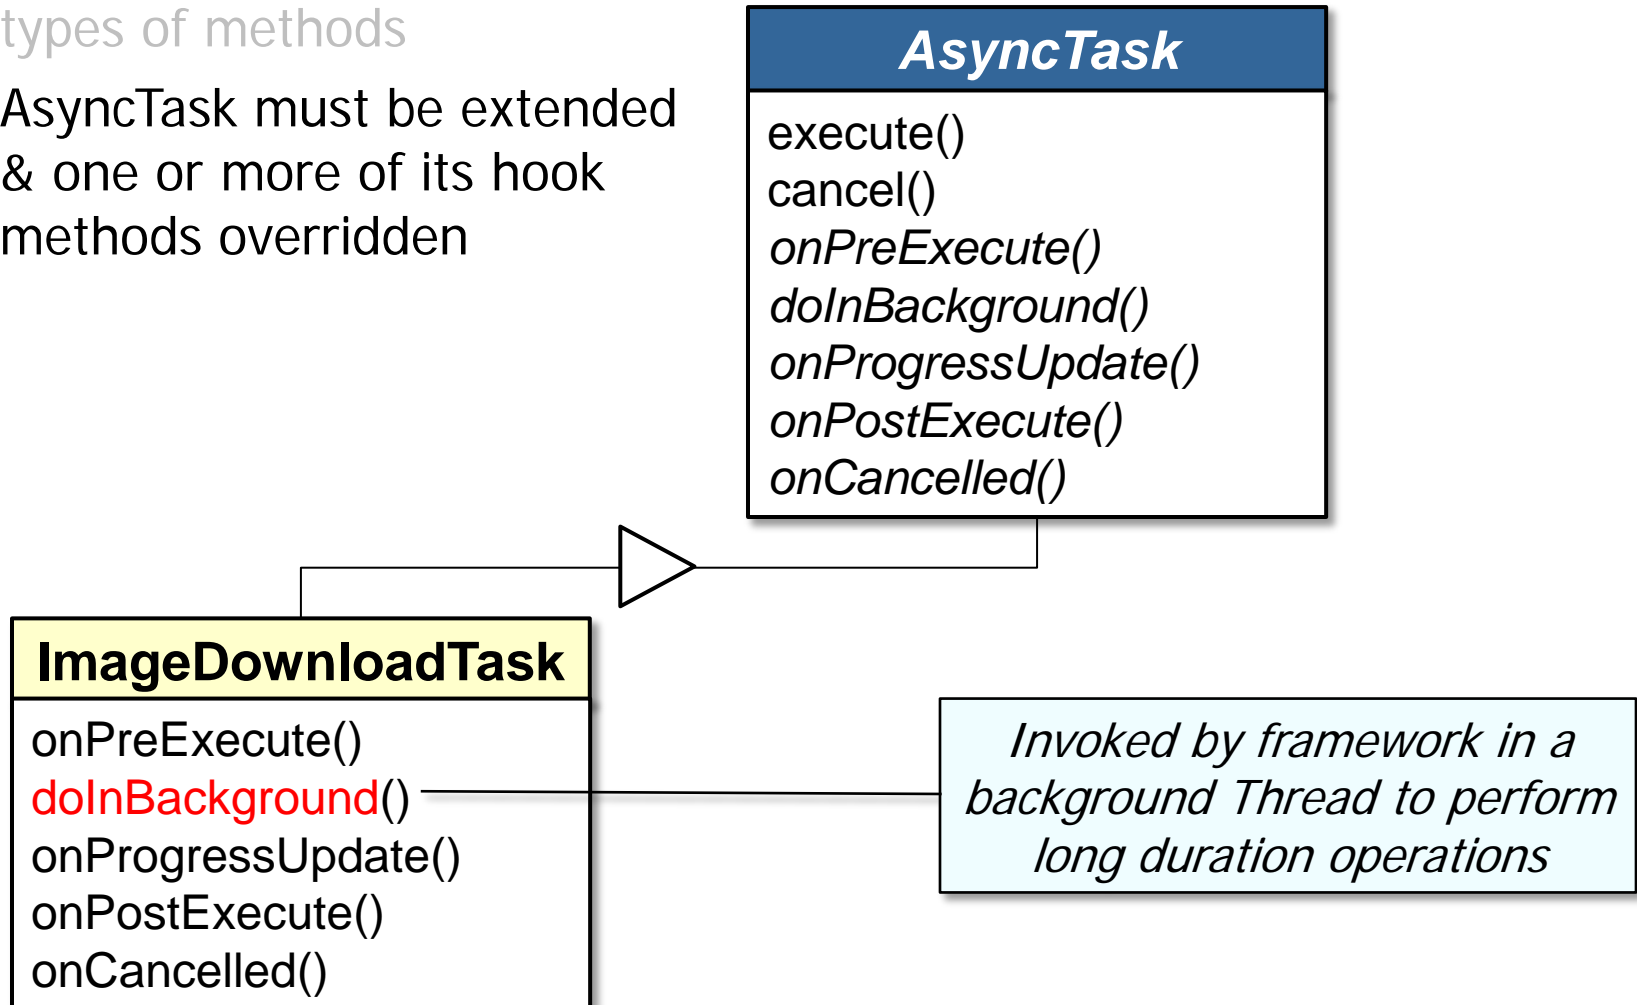 types of methods
AsyncTask must be extended
& one or more of its hook
methods overridden
AsyncTask
execute()
cancel()
onPreExecute()
doInBackground()
onProgressUpdate()
onPostExecute()
onCancelled()
ImageDownloadTask
onPreExecute()
doInBackground()
onProgressUpdate()
onPostExecute()
onCancelled()
Invoked by framework in a
background Thread to perform
long duration operations